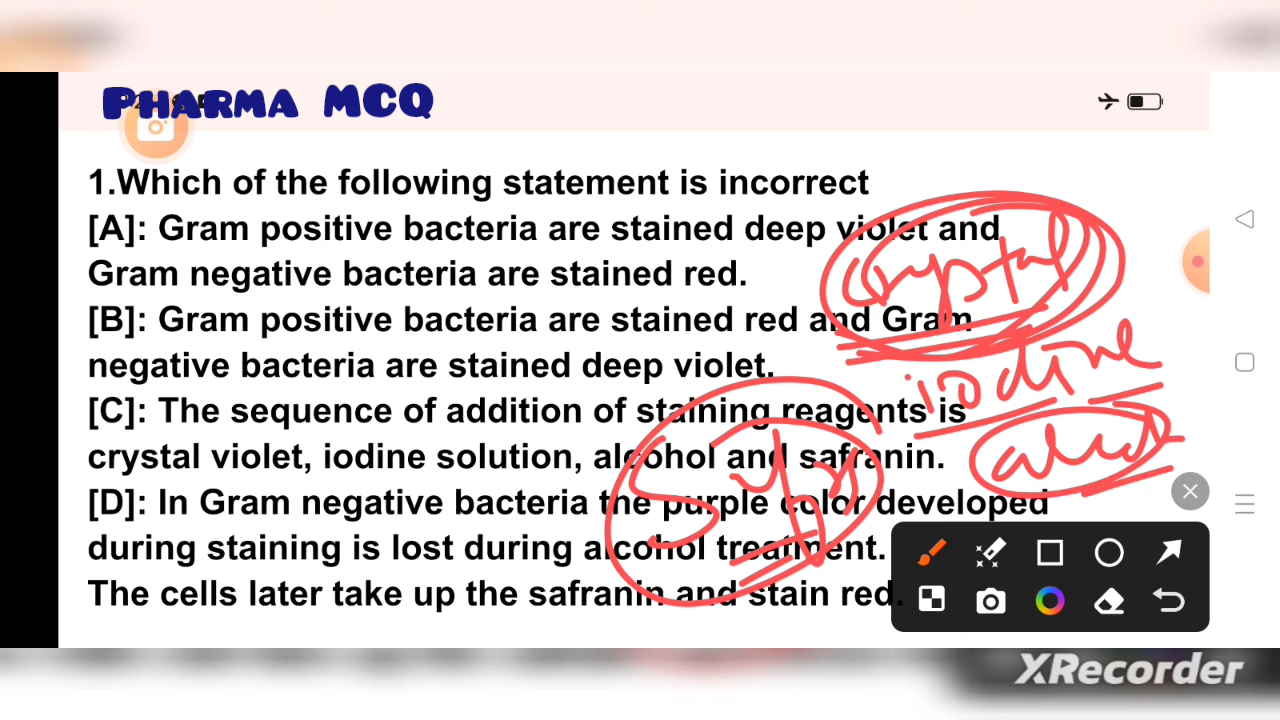 PHARMA MCQ
1.Which of the following statement is incorrect
[A]: Gram positive bacteria are stained deep violet and
Gram negative bacteria are stained red.
crystal
[B]: Gram positive bacteria are stained red and Gram
negative bacteria are stained deep violet.
iodine
[C]: The sequence of addition of staining reagents is
crystal violet, iodine solution, alcohol and safranin.
[D]: In Gram negative bacteria the purple color developed
during staining is lost during alcohol treatment.
The cells later take up the safranin and stain red.
XRecorder